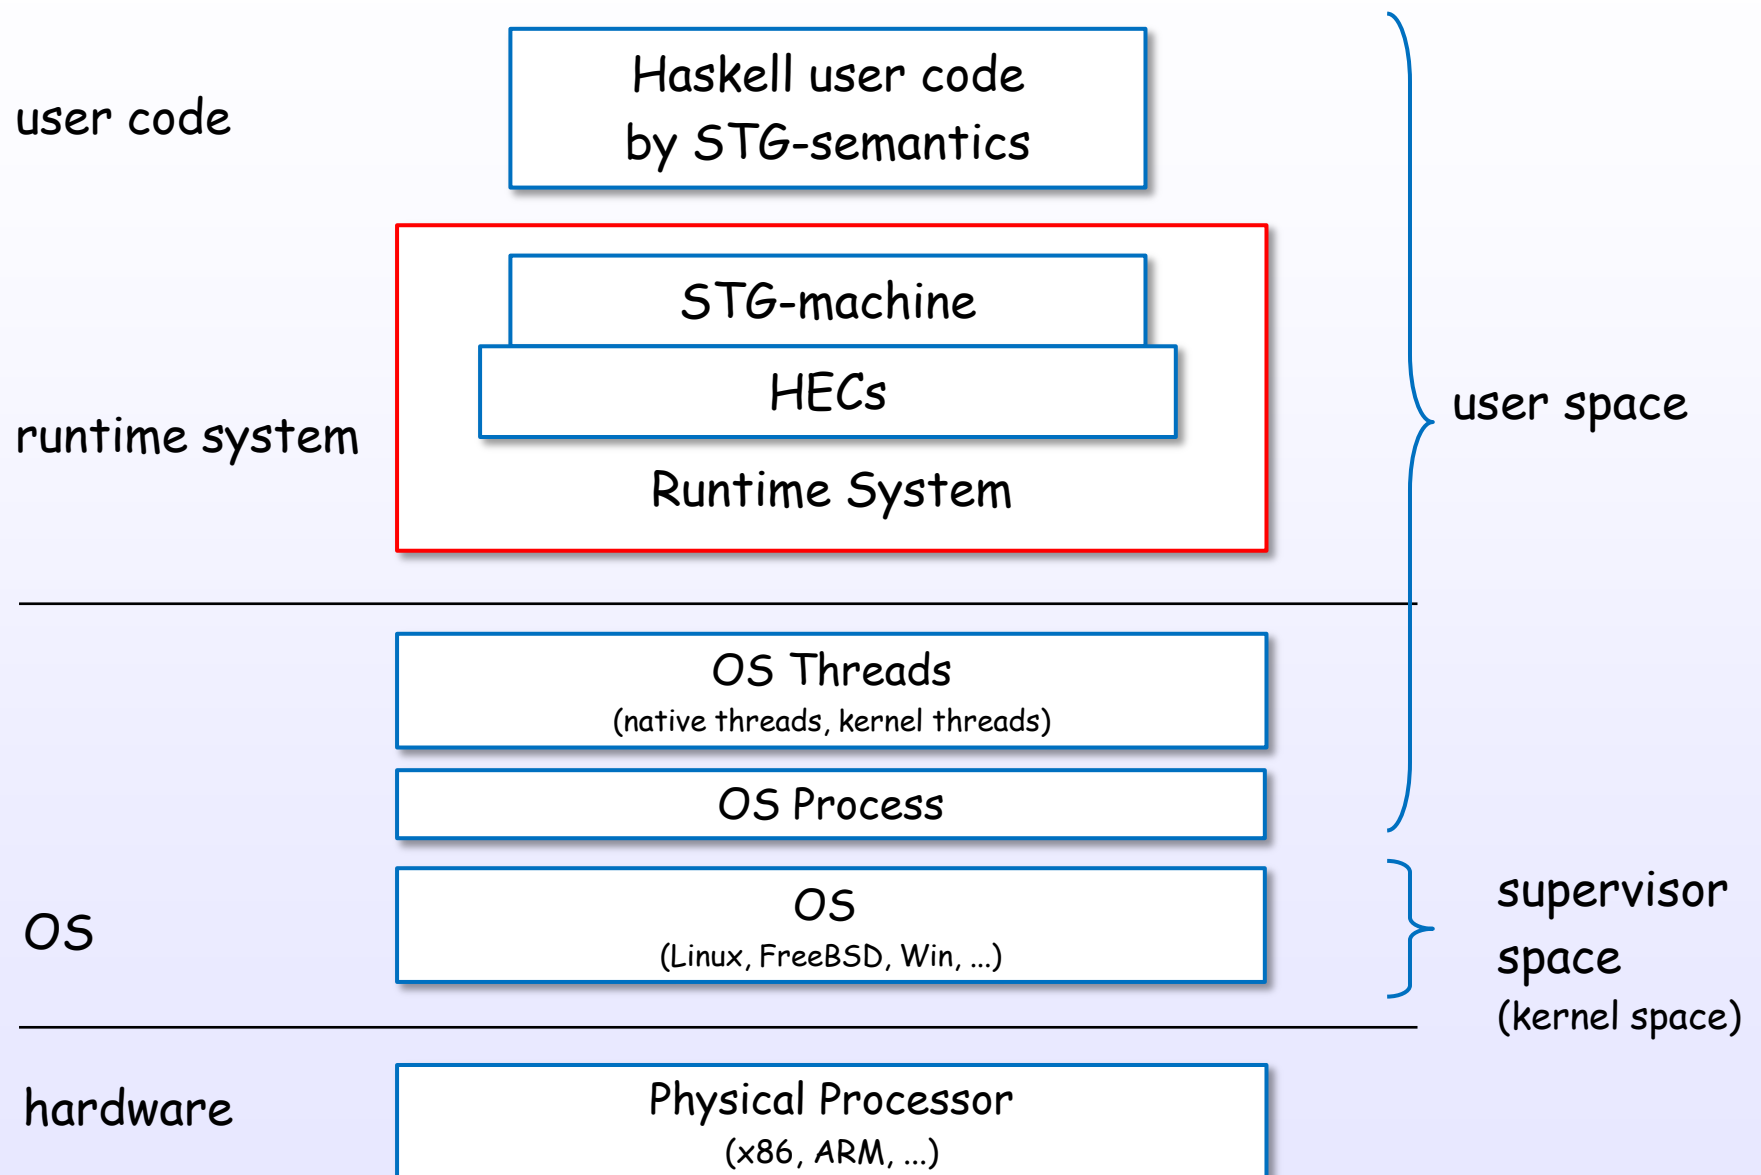 user code
Haskell user code
by STG-semantics
STG-machine
HECs
runtime system
Runtime System
user space
OS Threads
(native threads, kernel threads)
OS Process
OS
OS
(Linux, FreeBSD, Win, ...)
supervisor
space
(kernel space)
hardware
Physical Processor
(x86, ARM, ...)